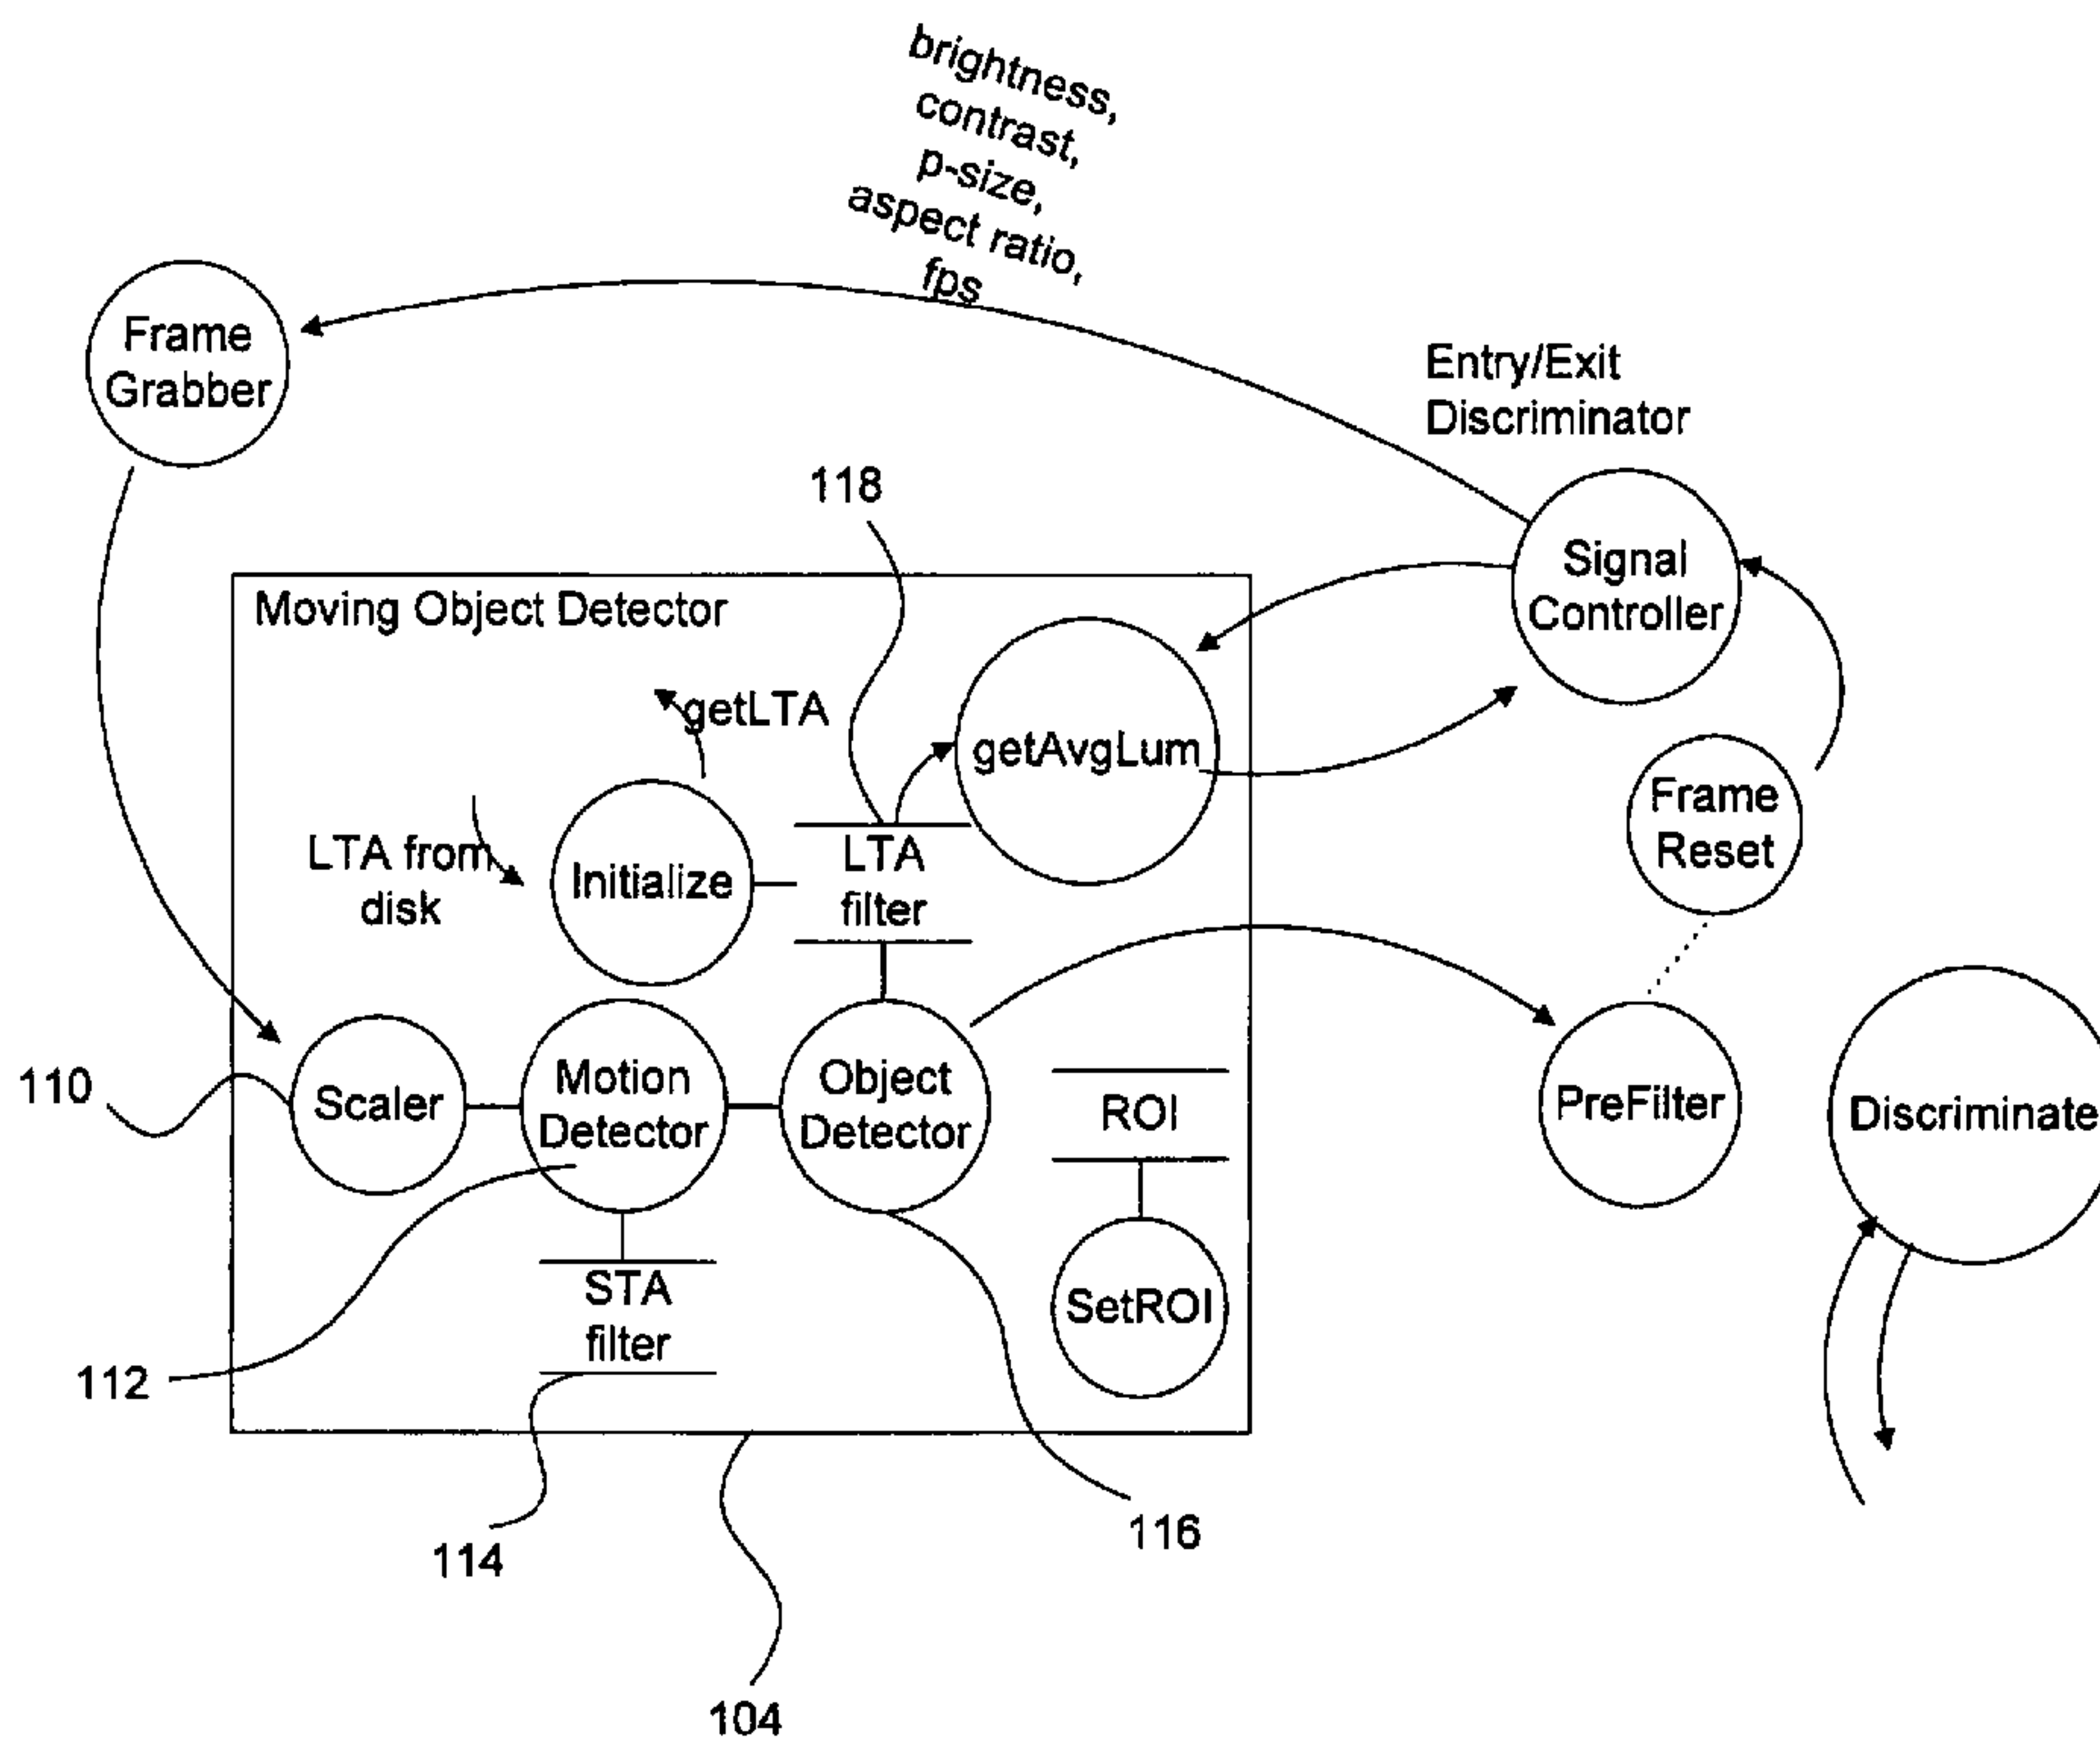 brightness,
contrast,
p-size,
aspect ratio,
fps
Frame
Grabber
Entry/Exit
Discriminator
118
Signal
Controller
Moving Object Detector
getLTA
getAvgLum
Frame
Reset
LTA from
disk
Initialize
LTA
filter
110
Scaler
Motion
Detector
Object
Detector
ROI
PreFilter
Discriminate
STA
filter
SetROI
112
114
116
104